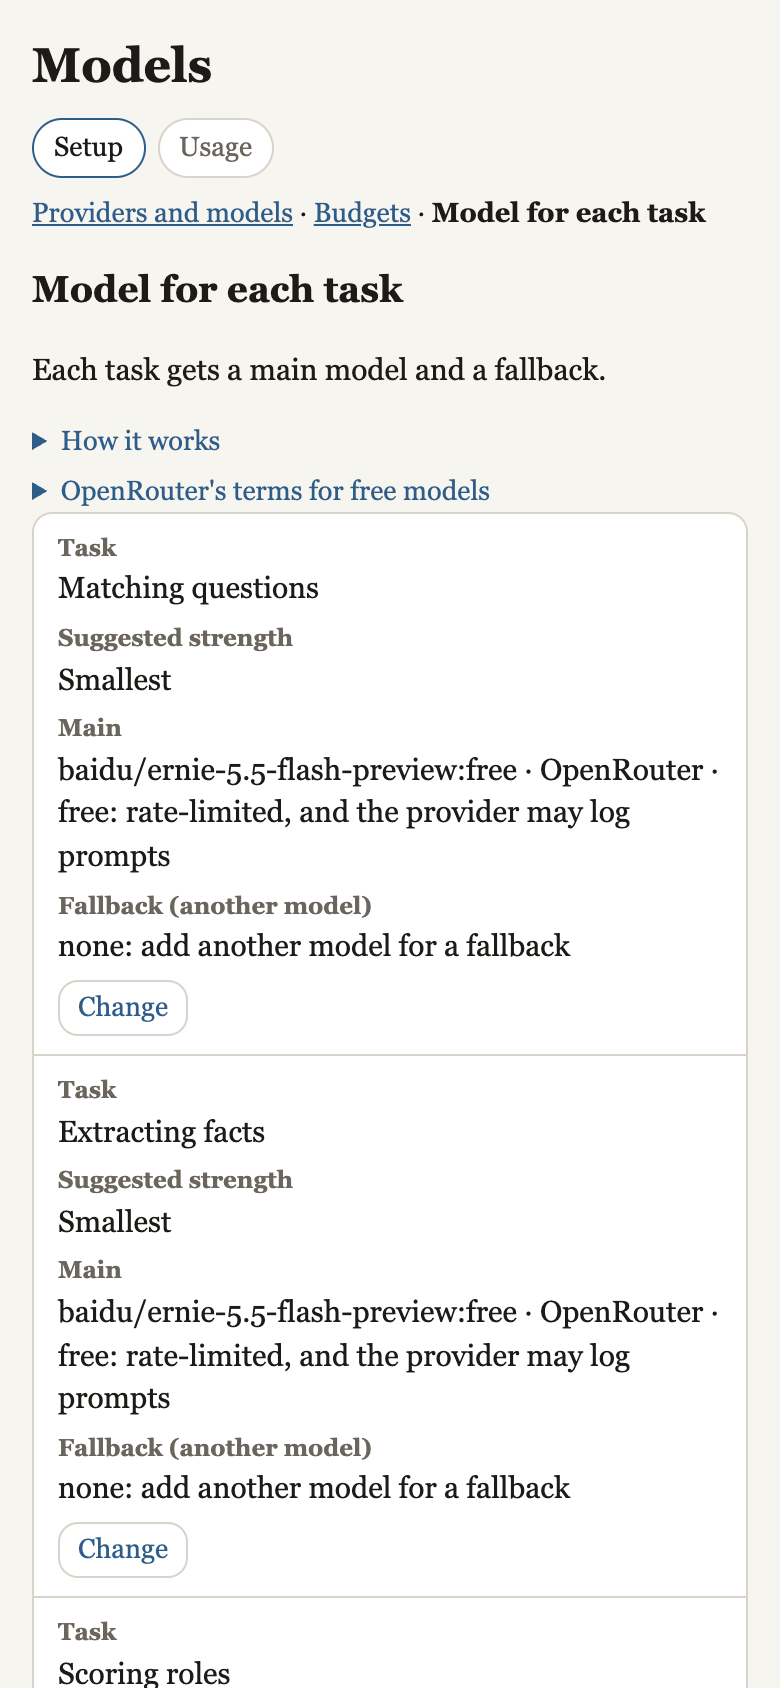 Models
Setup Usage
Providers and models · Budgets · Model for each task
Model for each task
Each task gets a main model and a fallback.
How it works
OpenRouter's terms for free models
Task
Matching questions
Suggested strength
Smallest
Main
baidu/ernie-5.5-flash-preview:free · OpenRouter ·
free: rate-limited, and the provider may log
prompts
Fallback (another model)
none: add another model for a fallback
Change
Task
Extracting facts
Suggested strength
Smallest
Main
baidu/ernie-5.5-flash-preview:free · OpenRouter ·
free: rate-limited, and the provider may log
prompts
Fallback (another model)
none: add another model for a fallback
Change
Task
Scoring roles